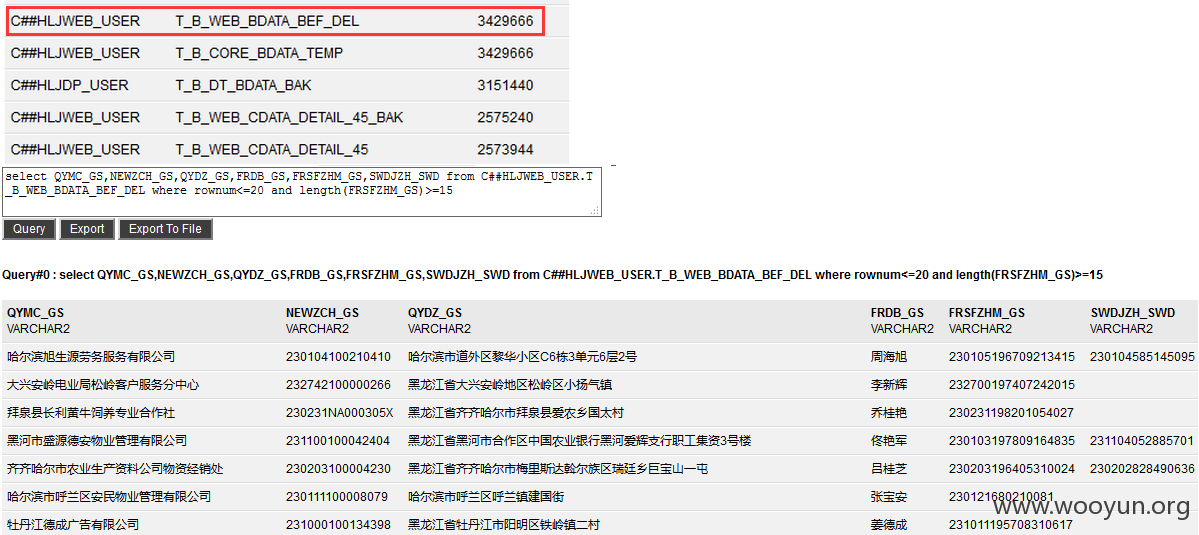 C##HLJWEB_USER T_B_WEB_BDATA_BEF_DEL 3429666
C##HLJWEB_USER T_B_CORE_BDATA_TEMP 3429666
C##HLJDP_USER T_B_DT_BDATA_BAK 3151440
C##HLJWEB_USER T_B_WEB_CDATA_DETAIL_45_BAK 2575240
C##HLJWEB_USER T_B_WEB_CDATA_DETAIL_45 2573944
select QYMC_GS,NEWZCH_GS,QYDZ_GS,FRDB_GS,FRSFZHM_GS,SWDJZH_SWD from C##HLJWEB_USER.T
_B_WEB_BDATA_BEF_DEL where rownum<=20 and length(FRSFZHM_GS)>=15
Query Export Export To File
Query#0 : select QYMC_GS,NEWZCH_GS,QYDZ_GS,FRDB_GS,FRSFZHM_GS,SWDJZH_SWD from C##HLJWEB_USER.T_B_WEB_BDATA_BEF_DEL where rownum<=20 and length(FRSFZHM_GS)>=15
QYMC_GS NEWZCH_GS QYDZ_GS FRDB_GS FRSFZHM_GS SWDJZH_SWD
VARCHAR2 VARCHAR2 VARCHAR2 VARCHAR2 VARCHAR2 VARCHAR2
哈尔滨旭生源劳务服务有限公司 230104100210410 哈尔滨市道外区黎华小区C6栋3单元6层2号 周海旭 230105196709213415 230104585145095
大兴安岭电业局松岭客户服务分中心 232742100000266 黑龙江省大兴安岭地区松岭区小扬气镇 李新辉 232700197407242015
拜泉县长利黄牛饲养专业合作社 230231NA000305X 黑龙江省齐齐哈尔市拜泉县爱农乡国太村 乔桂艳 230231198201054027
黑河市盛源德安物业管理有限公司 231100100042404 黑龙江省黑河市合作区中国农业银行黑河爱辉支行职工集资3号楼 佟艳军 230103197809164835 231104052885701
齐齐哈尔市农业生产资料公司物资经销处 230203100004230 黑龙江省齐齐哈尔市梅里斯达斡尔族区瑞廷乡巨宝山一屯 吕桂芝 230203196405310024 230202828490636
哈尔滨市呼兰区安民物业管理有限公司 230111100008079 哈尔滨市呼兰区呼兰镇建国街 张宝安 230121680210081
牡丹江德成广告有限公司 231000100134398 黑龙江省牡丹江市阳明区铁岭镇二村 姜德成 231011195708310617
www.wooyun.org